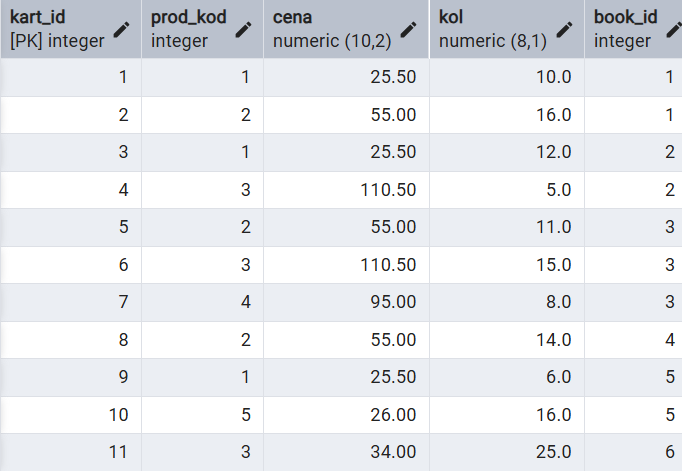 kart_id prod_kod cena kol book_id
[PK] integer integer numeric (10,2) numeric (8,1) integer
1 1 25.50 10.0 1
2 2 55.00 16.0 1
3 1 25.50 12.0 2
4 3 110.50 5.0 2
5 2 55.00 11.0 3
6 3 110.50 15.0 3
7 4 95.00 8.0 3
8 2 55.00 14.0 4
9 1 25.50 6.0 5
10 5 26.00 16.0 5
11 3 34.00 25.0 6